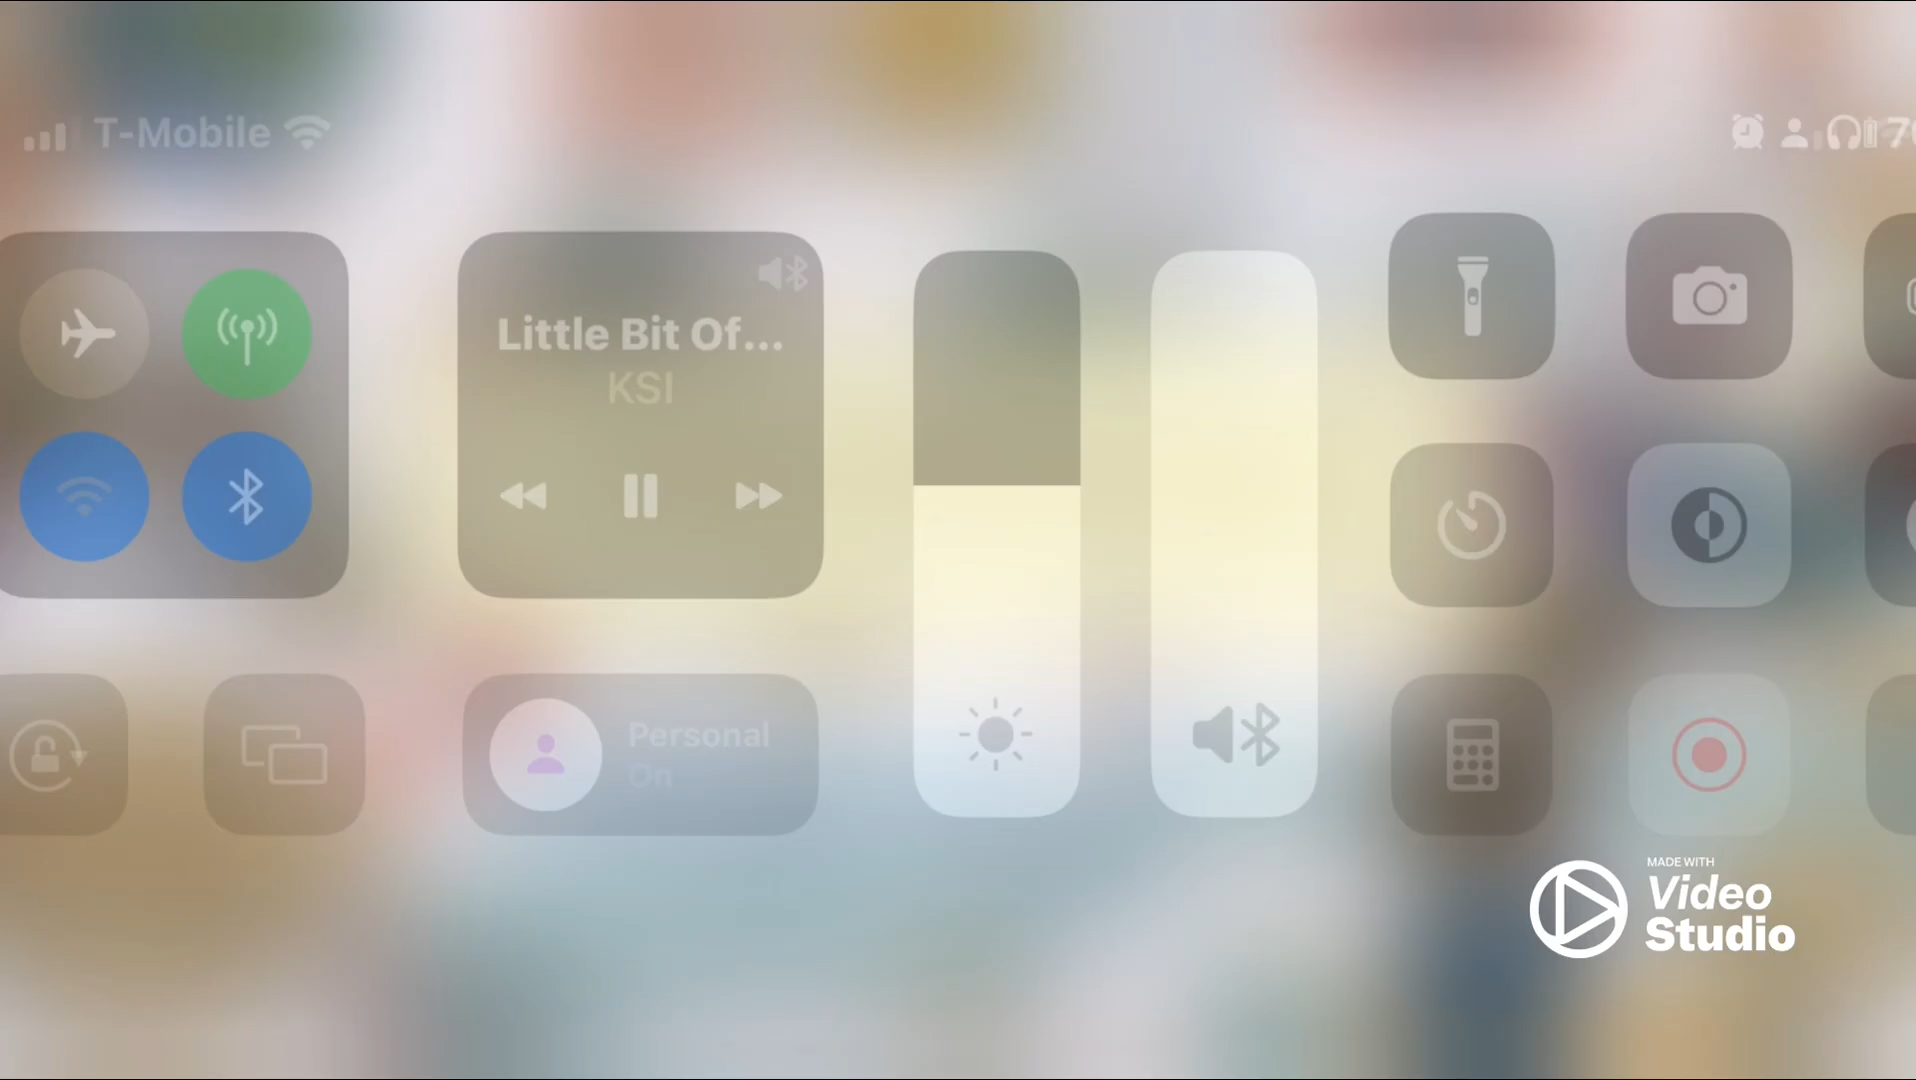 T-Mobile
Little Bit Of...
KSI
Personal
On
MADE WITH
Video
Studio